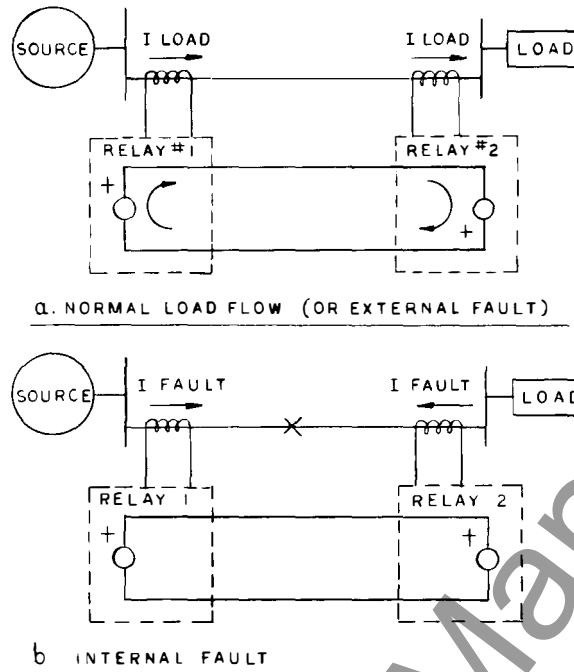 I LOAD I LOAD
SOURCE LOAD
RELAY #1 RELAY #2
+ +
a. NORMAL LOAD FLOW (OR EXTERNAL FAULT)
I FAULT I FAULT
SOURCE LOAD
RELAY 1 RELAY 2
+ +
b INTERNAL FAULT
Man